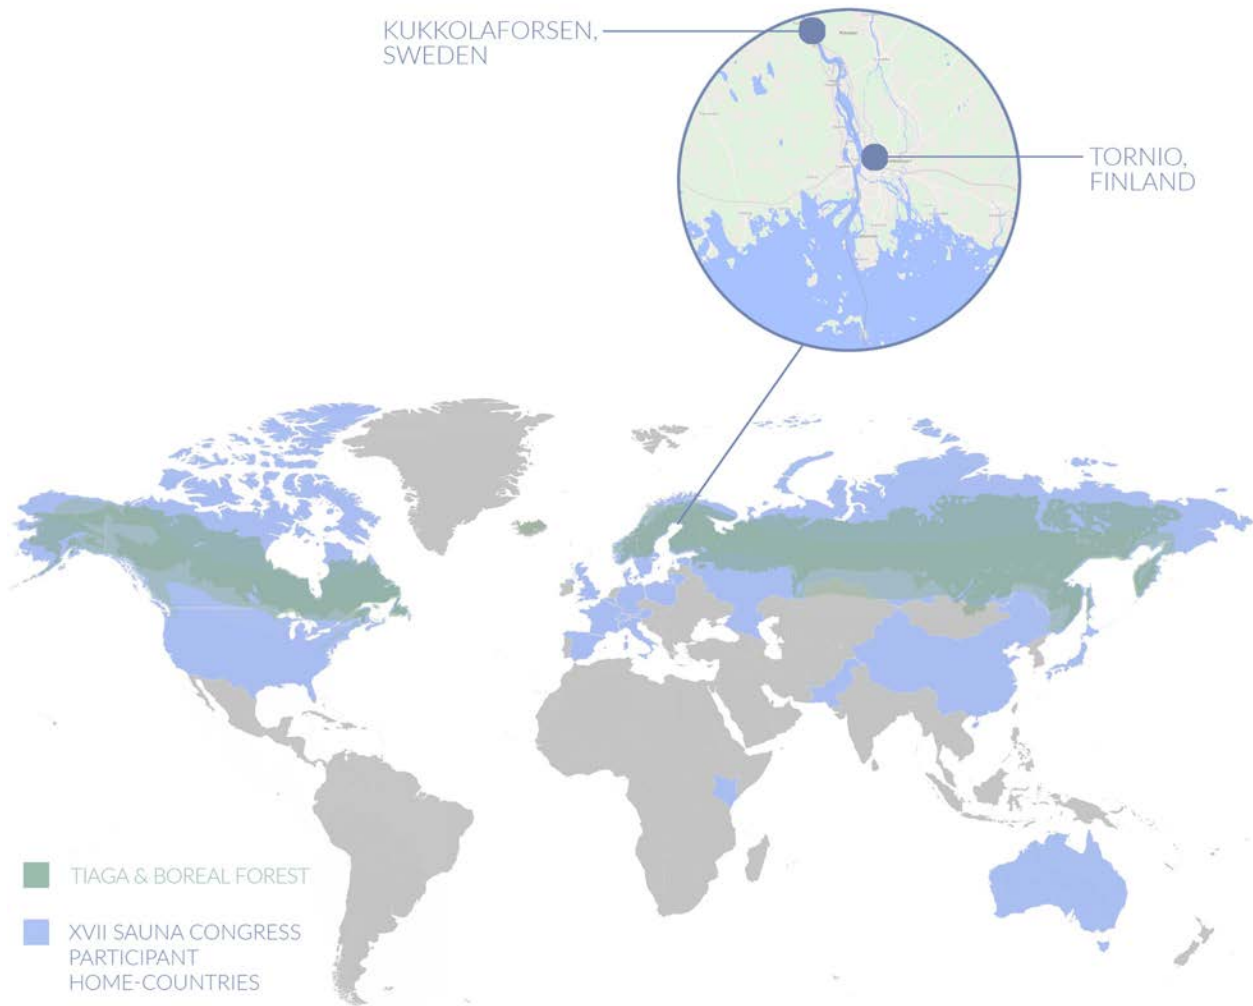 KUKKOLAFORSEN,
SWEDEN
TORNIO,
FINLAND
TIAGA & BOREAL FOREST
XVII SAUNA CONGRESS
PARTICIPANT
HOME-COUNTRIES